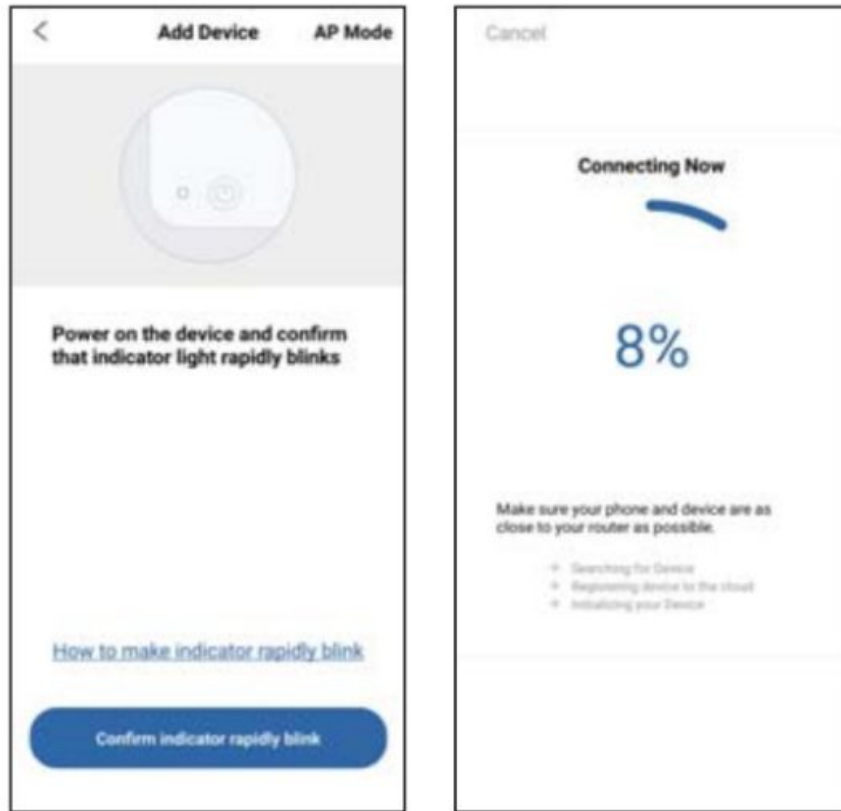 Add Device
AP Mode
Power on the device and confirm
that indicator light rapidly blinks
How to make indicator rapidly blink
Confirm indicator rapidly blink
Cancel
Connecting Now
8%
Make sure your phone and device are as
close to your router as possible.
Searching for Device
Registering device to the cloud
Initializing your Device